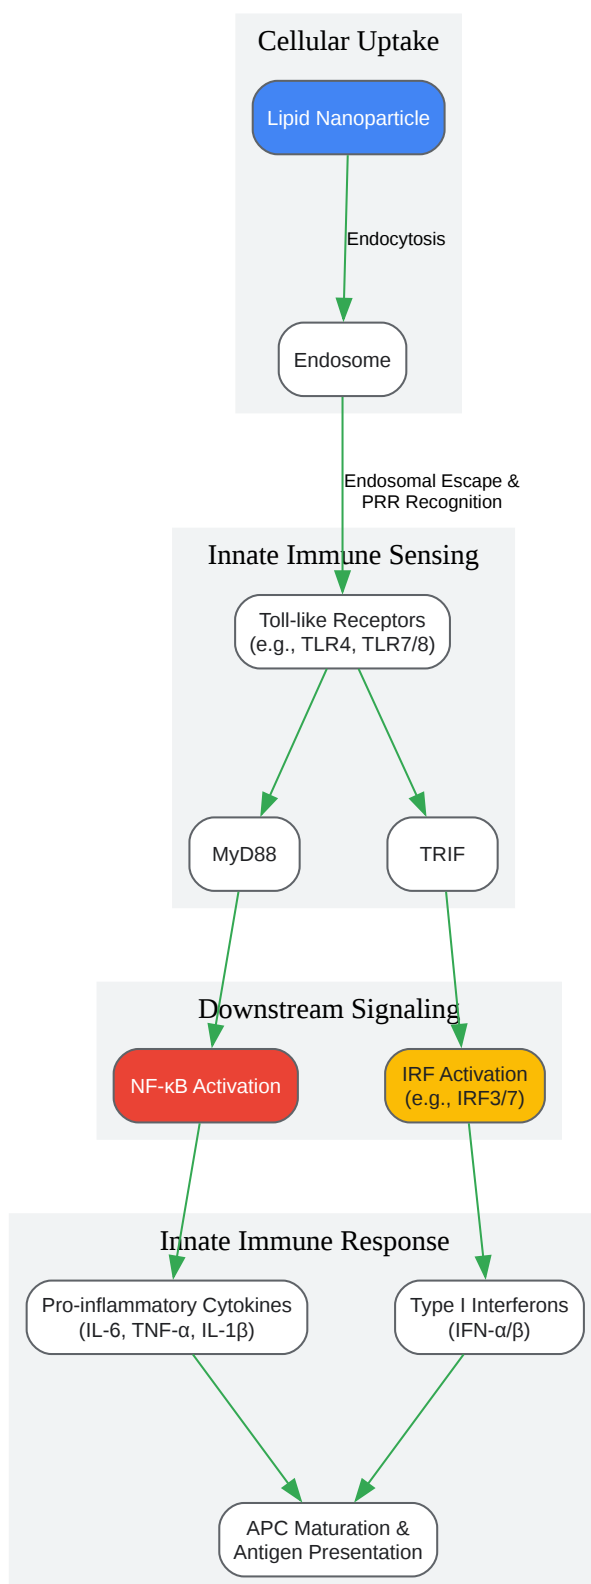 Cellular Uptake
Lipid Nanoparticle
Endocytosis
Endosome
Endosomal Escape &
PRR Recognition
Innate Immune Sensing
Toll-like Receptors
(e.g., TLR4, TLR7/8)
MyD88
TRIF
Downstream Signaling
NF-κB Activation
IRF Activation
(e.g., IRF3/7)
Innate Immune Response
Pro-inflammatory Cytokines
(IL-6, TNF-α, IL-1β)
Type I Interferons
(IFN-α/β)
APC Maturation &
Antigen Presentation